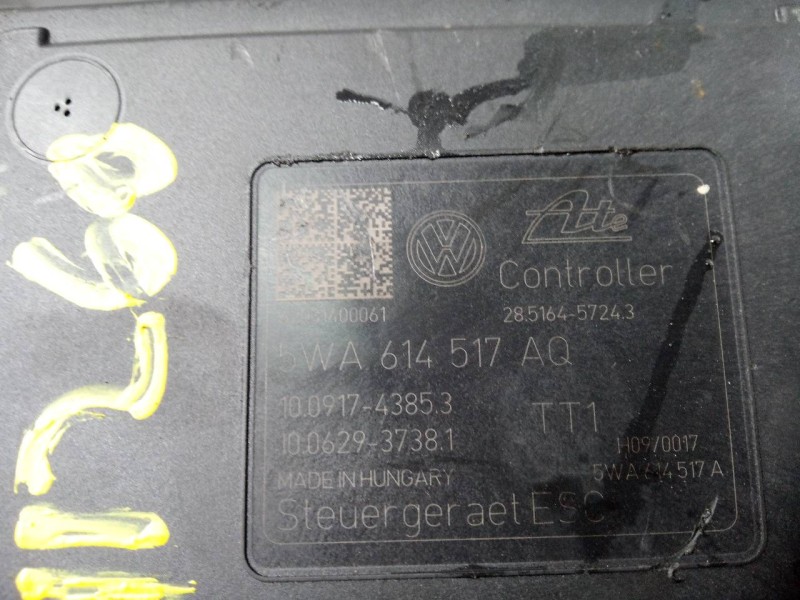 Ate
Controller
28.5164-5724.3
5WA 614 517 AQ
10.0917-4385.3
TT1
10.0629-3738.1
H09/0017
MADE IN HUNGARY
5WA 614 517 A
Steuergeraet ESC